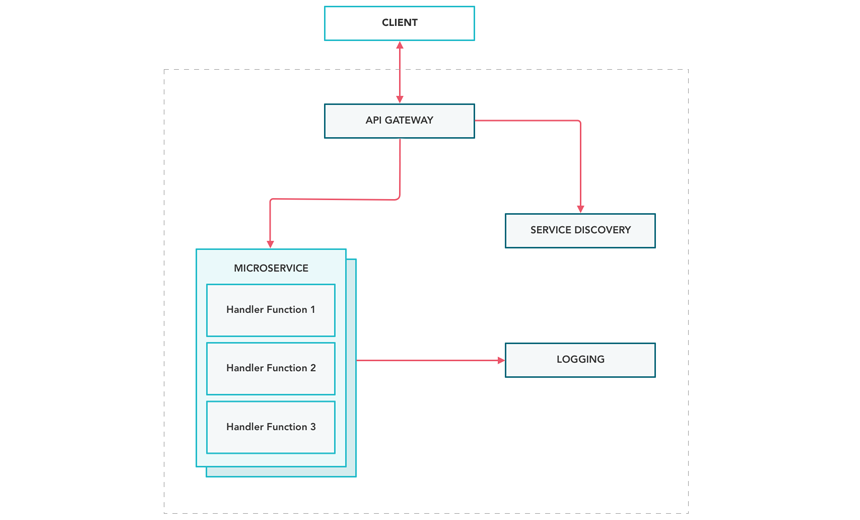 CLIENT
API GATEWAY
SERVICE DISCOVERY
MICROSERVICE
Handler Function 1
Handler Function 2
LOGGING
Handler Function 3